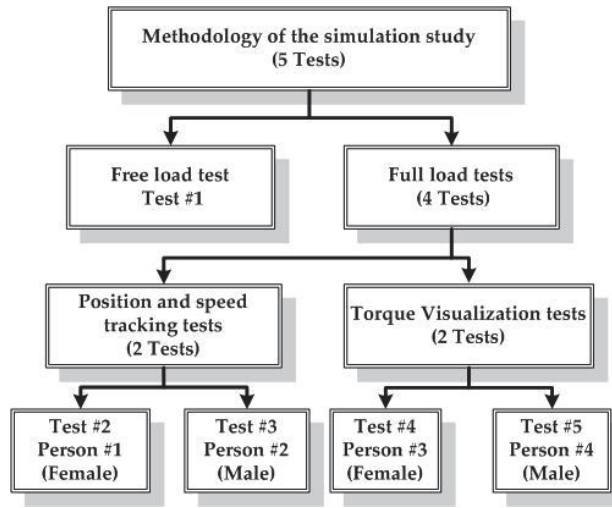 Methodology of the simulation study
(5 Tests)
Free load test
Test #1
Full load tests
(4 Tests)
Position and speed
tracking tests
(2 Tests)
Torque Visualization tests
(2 Tests)
Test #2
Person #1
(Female)
Test #3
Person #2
(Male)
Test #4
Person #3
(Female)
Test #5
Person #4
(Male)